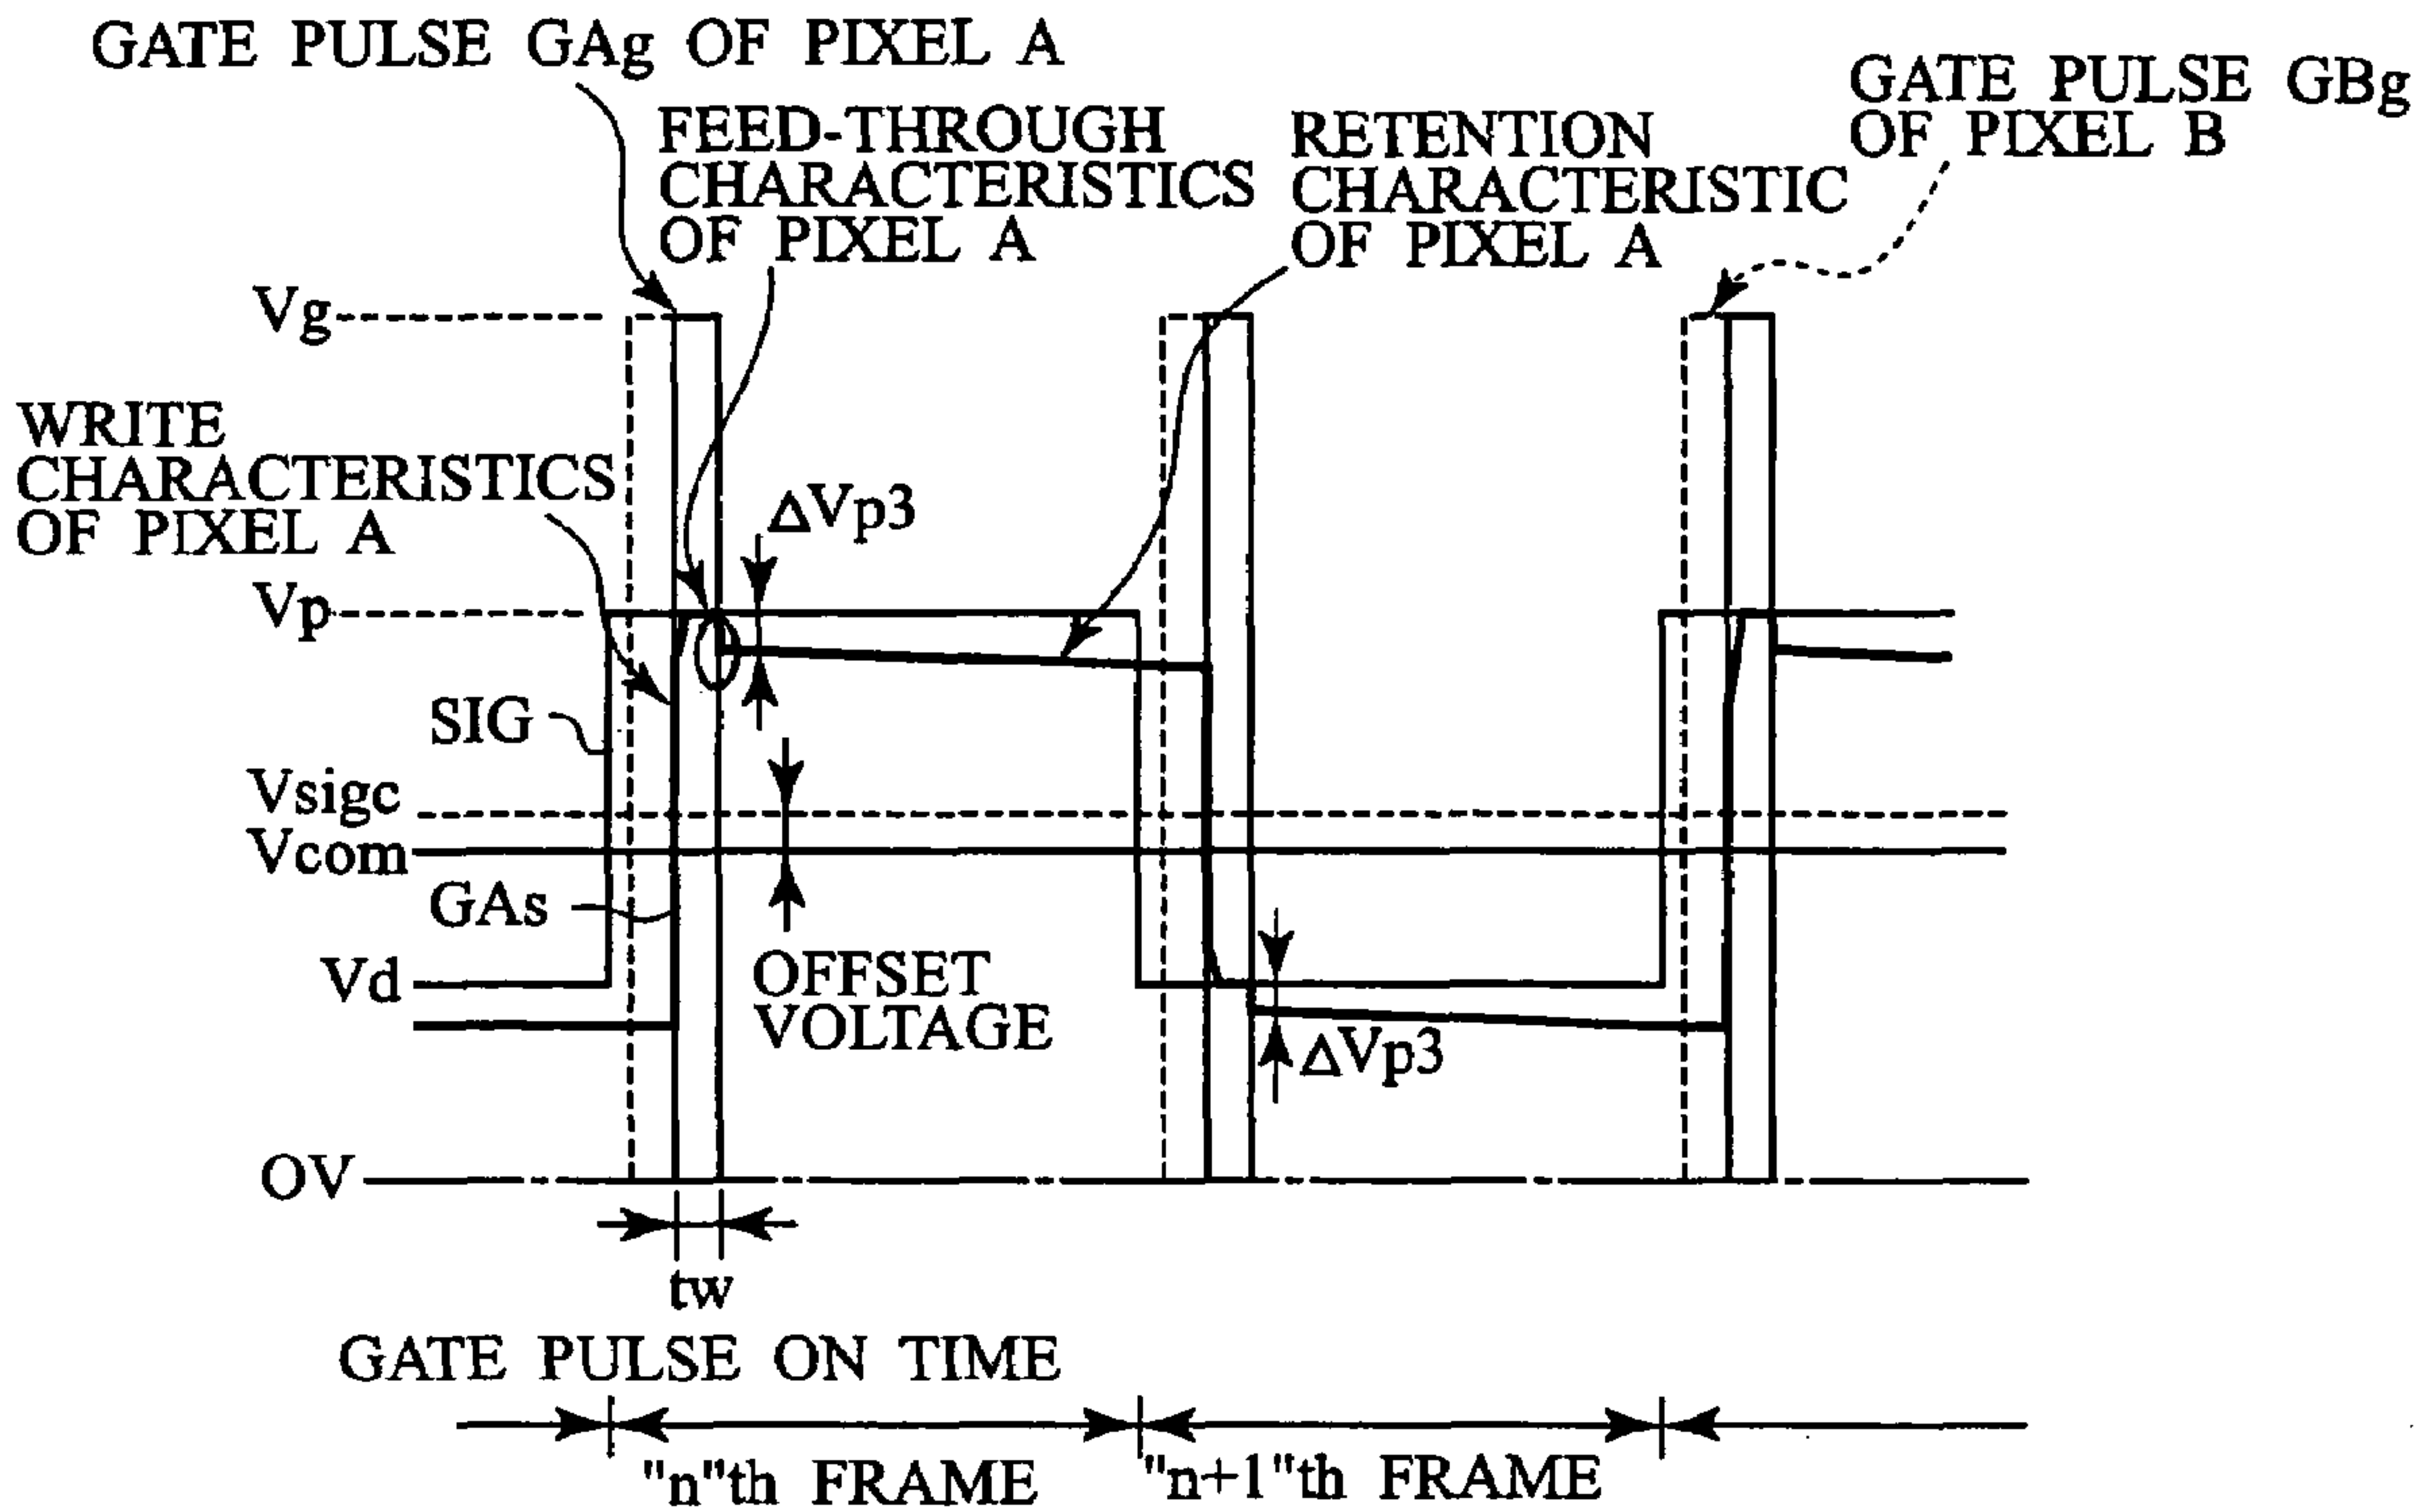 GATE PULSE GAg OF PIXEL A
GATE PULSE GBg
OF PIXEL B
FEED-THROUGH
CHARACTERISTICS
OF PIXEL A
RETENTION
CHARACTERISTIC
OF PIXEL A
Vg
WRITE
CHARACTERISTICS
OF PIXEL A
ΔVp3
Vp
SIG
Vsigc
Vcom
GAs
Vd
OFFSET
VOLTAGE
ΔVp3
OV
tw
GATE PULSE ON TIME
"n"th FRAME
"n+1"th FRAME